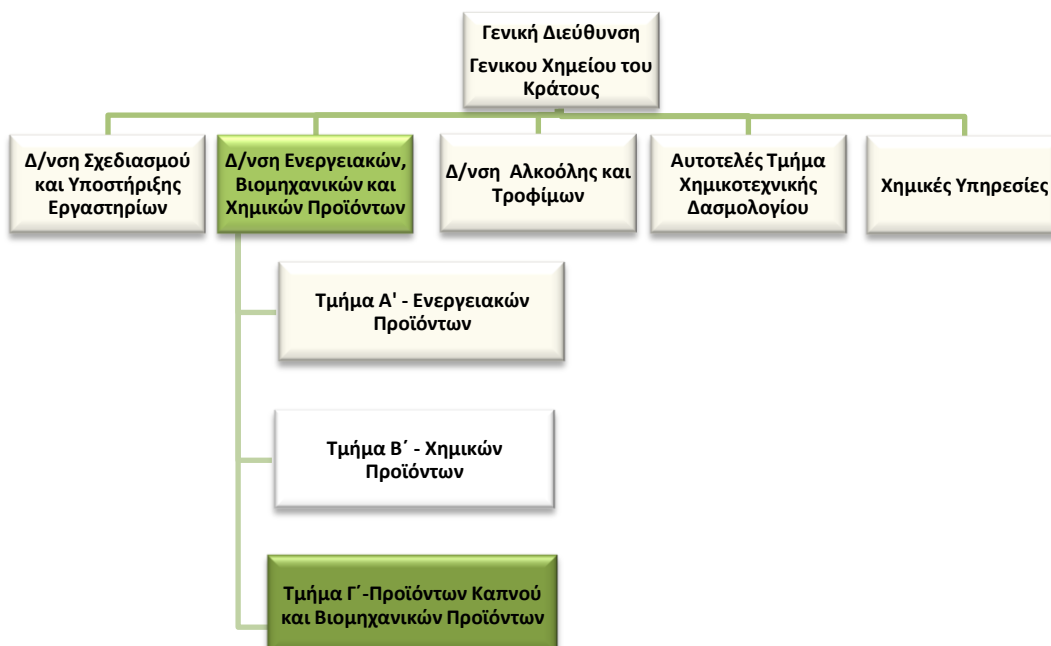 Γενική Διεύθυνση
Γενικου Χημείου του
Κράτους
Δ/νση Σχεδιασμού
και Υποστήριξης
Εργαστηρίων
Δ/νση Ενεργειακών,
Βιομηχανικών και
Χημικών Προϊόντων
Δ/νση Αλκοόλης και
Τροφίμων
Αυτοτελές Τμήμα
Χημικοτεχνικής
Δασμολογίου
Χημικές Υπηρεσίες
Τμήμα Α' - Ενεργειακών
Προϊόντων
Τμήμα Β΄ - Χημικών
Προϊόντων
Τμήμα Γ΄-Προϊόντων Καπνού
και Βιομηχανικών Προϊόντων